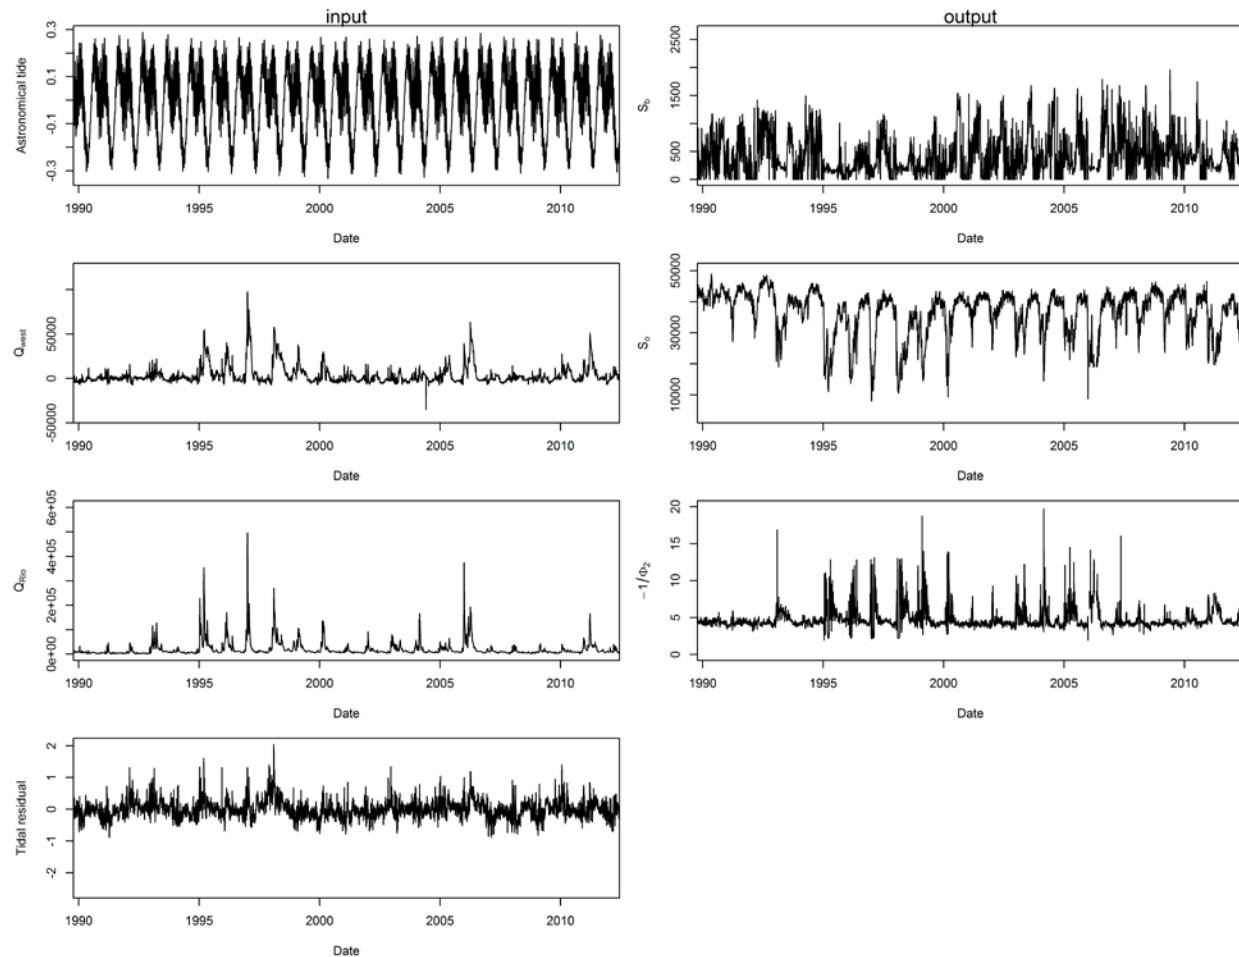 input
Astronomical tide
0.3
0.1
-0.1
-0.3
1990 1995 2000 2005 2010
Date
Qwest
50000
0
-50000
1990 1995 2000 2005 2010
Date
QRio
6e+05
4e+05
2e+05
0e+00
1990 1995 2000 2005 2010
Date
Tidal residual
2
1
0
-1
-2
1990 1995 2000 2005 2010
Date
output
Sb
2500
1500
500
0
1990 1995 2000 2005 2010
Date
So
50000
30000
10000
1990 1995 2000 2005 2010
Date
−1/Φ2
20
15
10
5
0
1990 1995 2000 2005 2010
Date